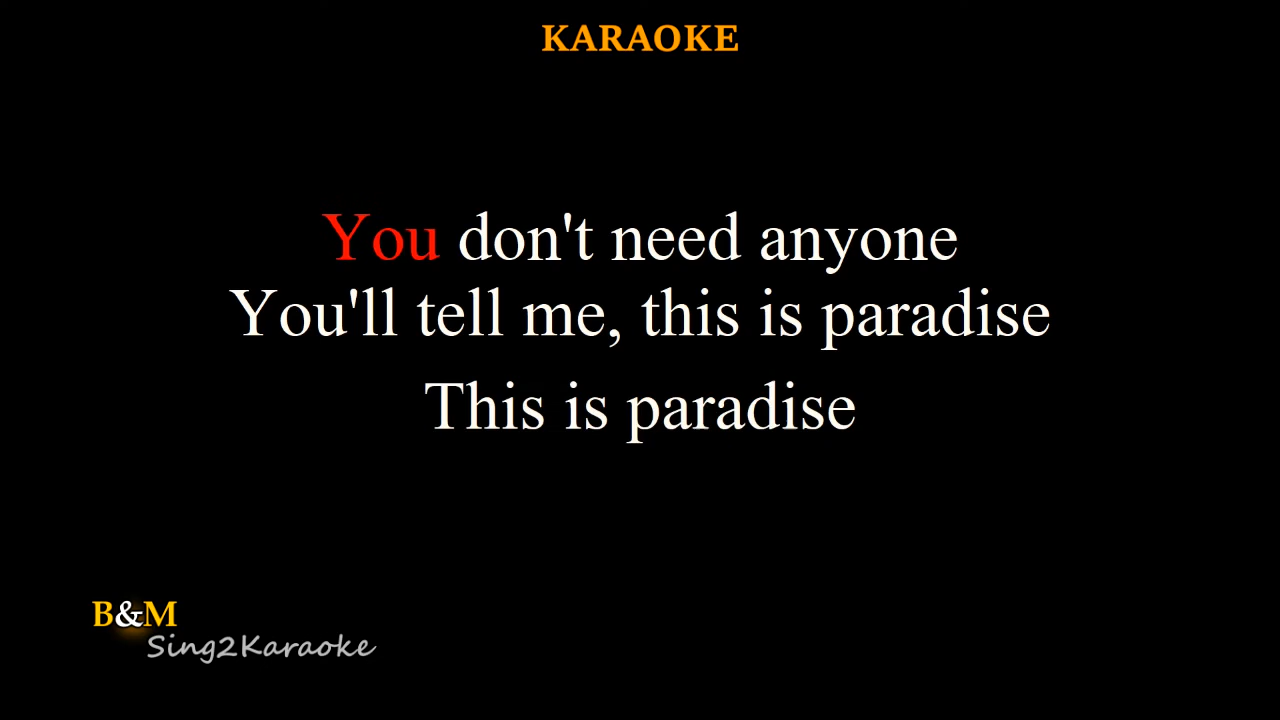 KARAOKE
You don't need anyone
You'll tell me, this is paradise
This is paradise
B&M
Sing2Karaoke